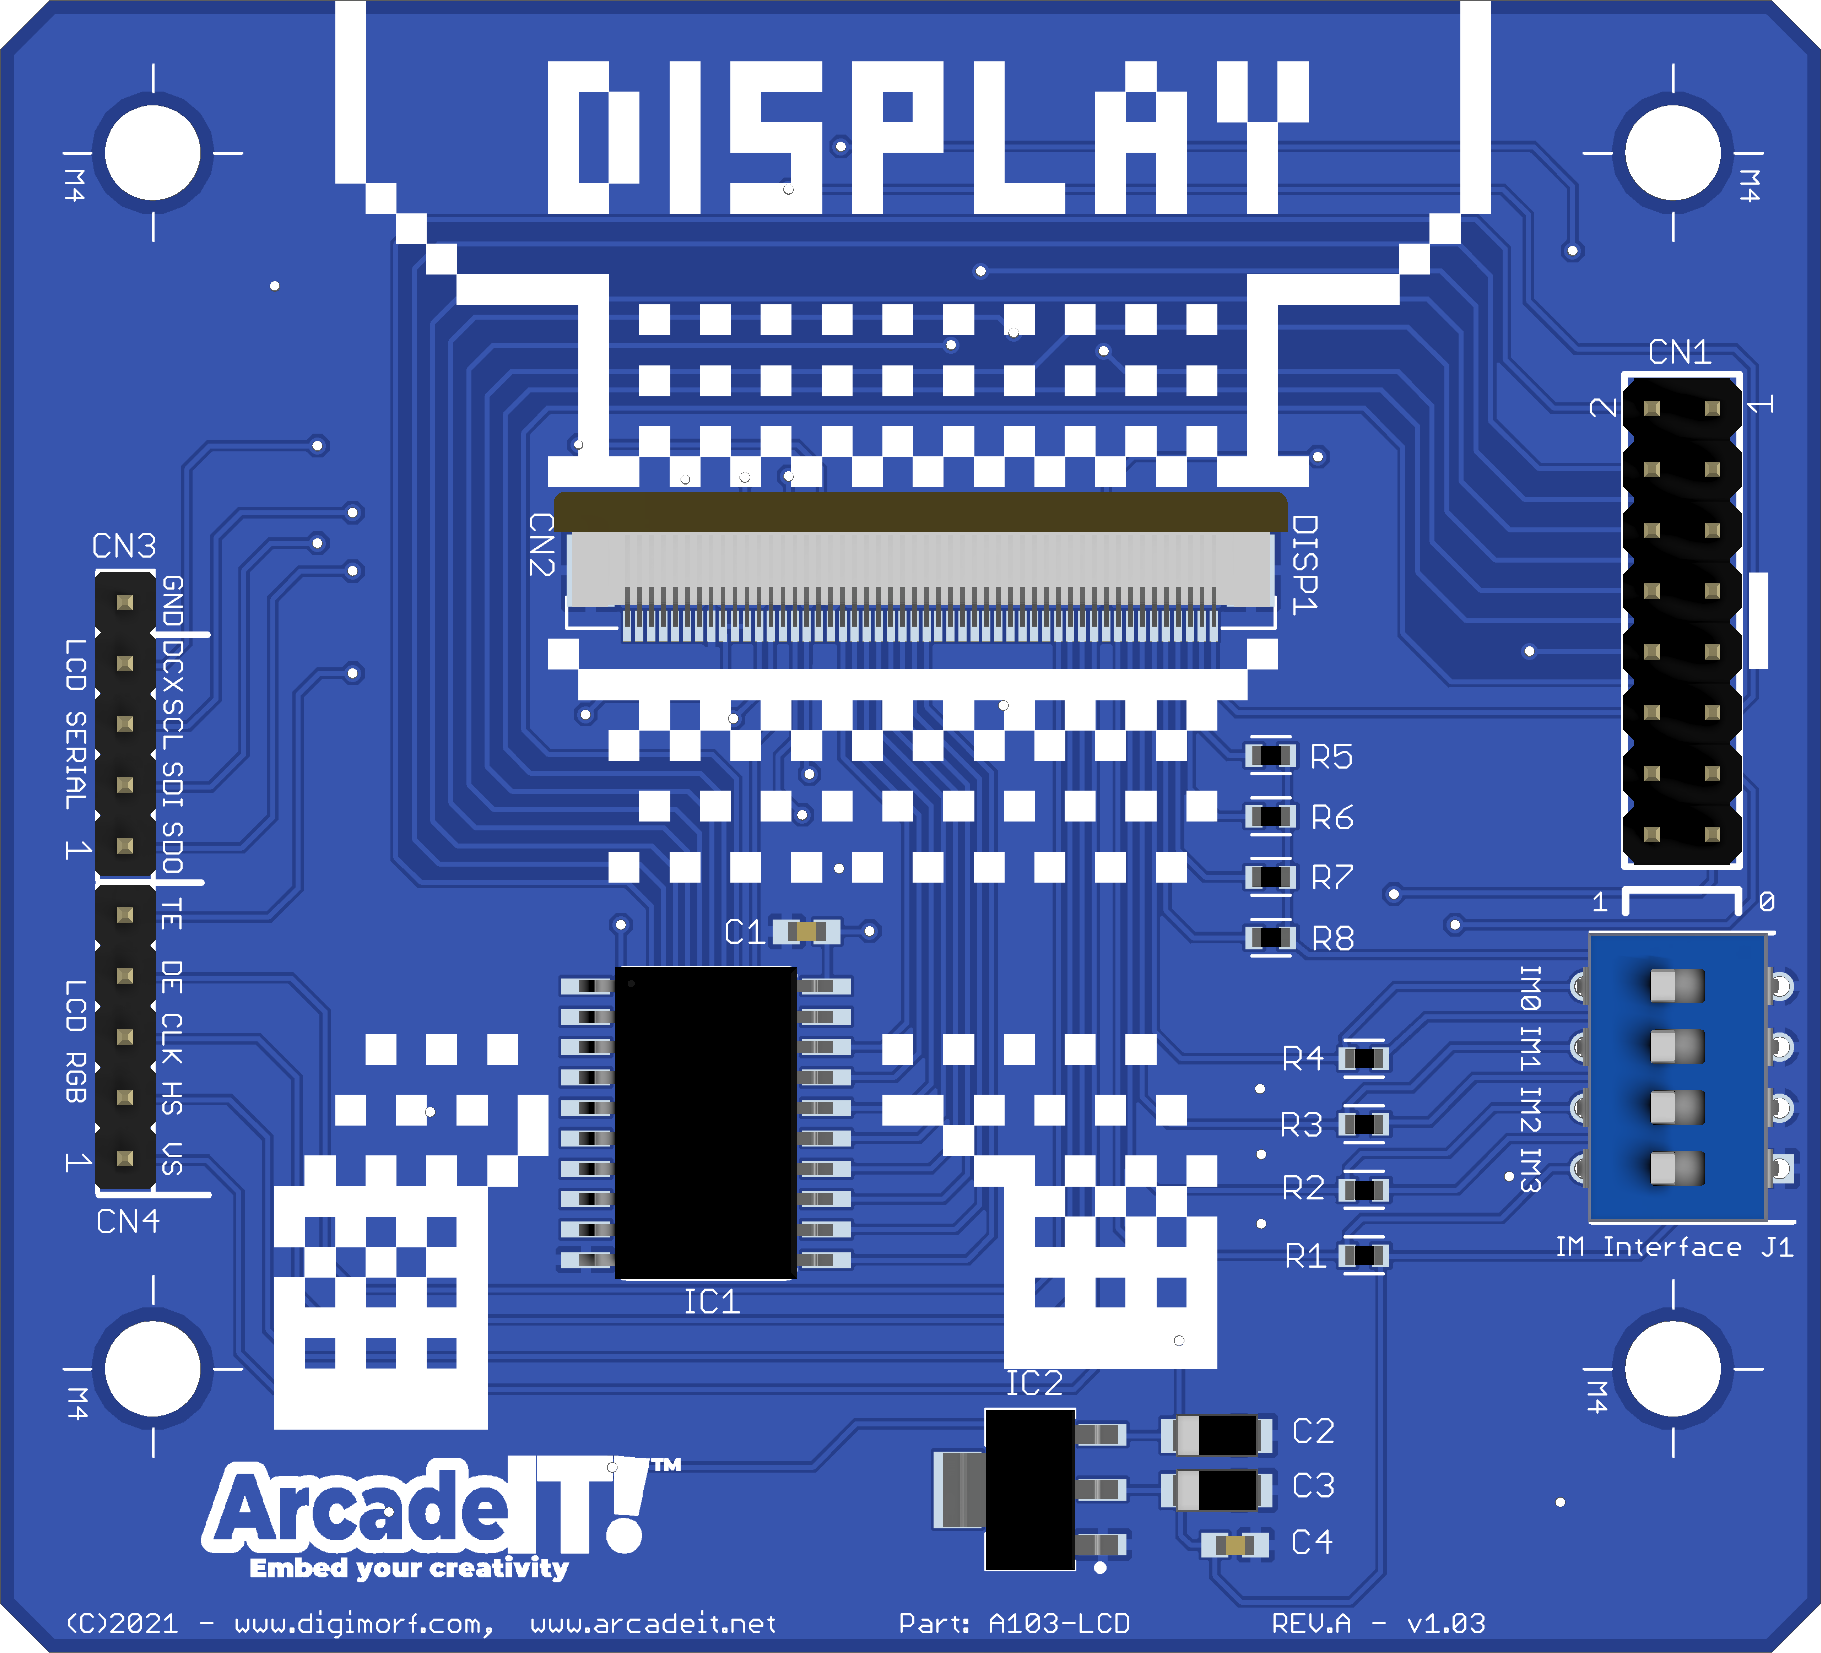 DISPLAY
M4
M4
CN1
2
1
CN2
DISP1
CN3
GND
DCX
SCL
SDI
SDO
LCD SERIAL
1
TE
DE
CLK
HS
VS
LCD RGB
1
CN4
R5
R6
R7
R8
C1
1
0
IM0
IM1
IM2
IM3
R4
R3
R2
R1
IM Interface J1
IC1
IC2
M4
M4
C2
C3
C4
ArcadeIT!™
Embed your creativity
(C)2021 - www.digimorf.com, www.arcadeit.net
Part: A103-LCD
REV.A - v1.03